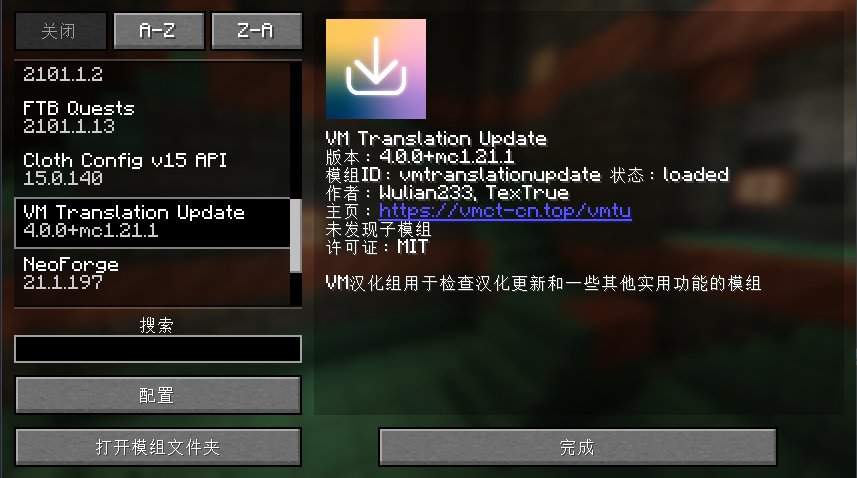 关闭
A-Z
Z-A
2101.1.2
FTB Quests
2101.1.13
Cloth Config v15 API
15.0.140
VM Translation Update
4.0.0+mc1.21.1
NeoForge
21.1.197
搜索
配置
打开模组文件夹
VM Translation Update
版本：4.0.0+mc1.21.1
模组ID：vmtranslationupdate 状态：loaded
作者：Wulian233, TexTrue
主页：https://vmct-cn.top/vmtu
未发现子模组
许可证：MIT
VM汉化组用于检查汉化更新和一些其他实用功能的模组
完成